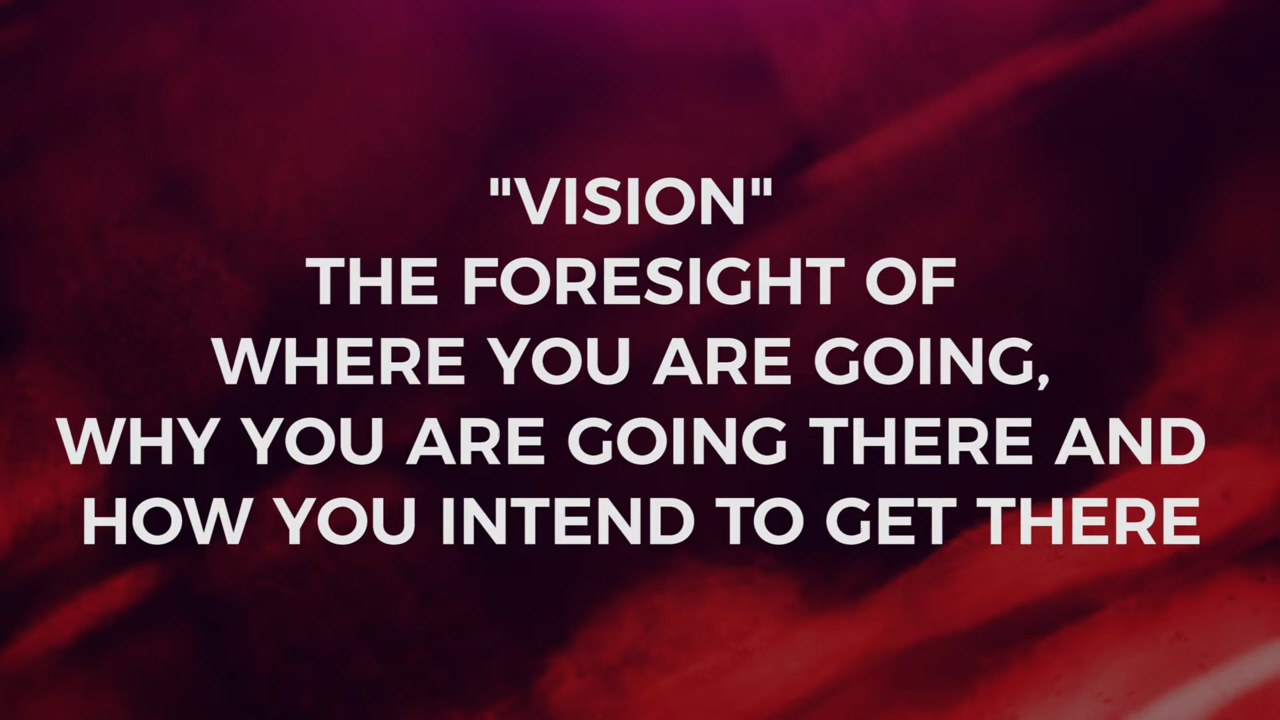 "VISION"
THE FORESIGHT OF
WHERE YOU ARE GOING,
WHY YOU ARE GOING THERE AND
HOW YOU INTEND TO GET THERE